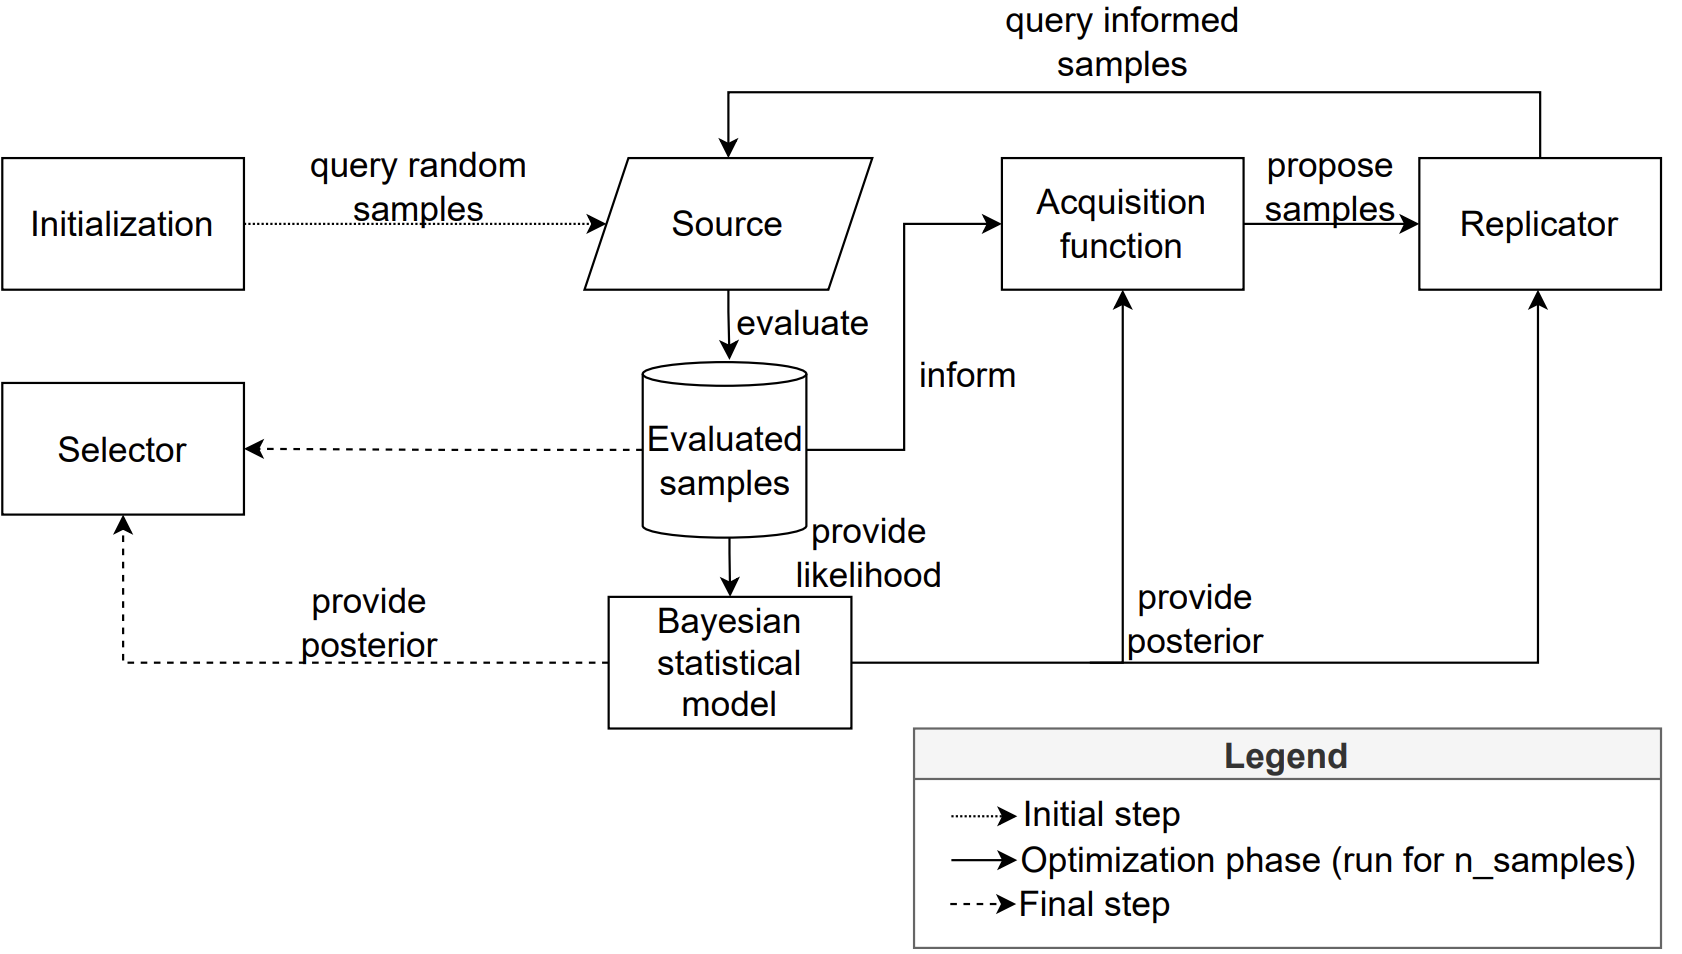 query informed
samples
Initialization
query random
samples
Source
Acquisition
function
propose
samples
Replicator
evaluate
inform
Selector
Evaluated
samples
provide
likelihood
provide
posterior
Bayesian
statistical
model
provide
posterior
Legend
Initial step
Optimization phase (run for n_samples)
Final step